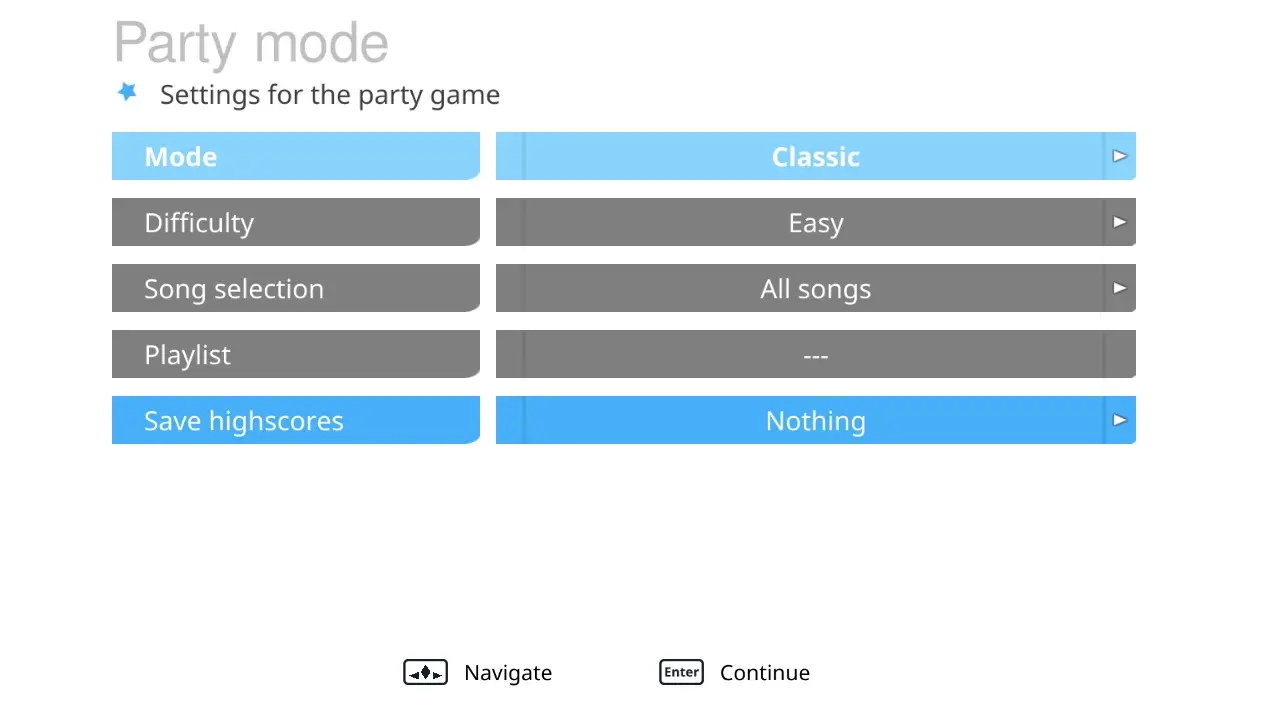 Party mode
Settings for the party game
Mode Classic
Difficulty Easy
Song selection All songs
Playlist ---
Save highscores Nothing
Navigate Enter Continue